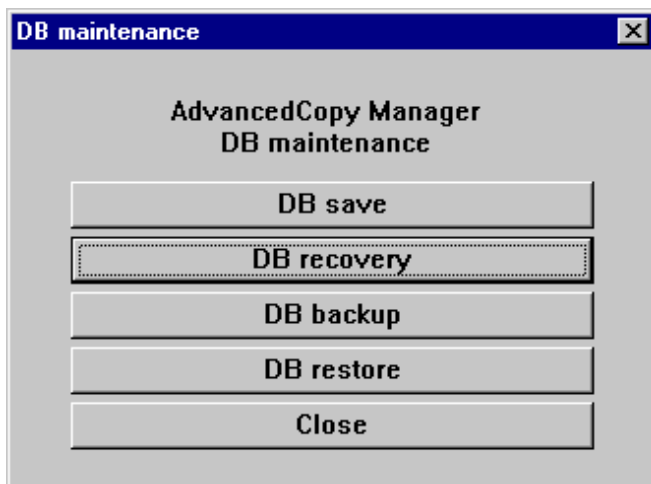 DB maintenance
AdvancedCopy Manager
DB maintenance
DB save
DB recovery
DB backup
DB restore
Close